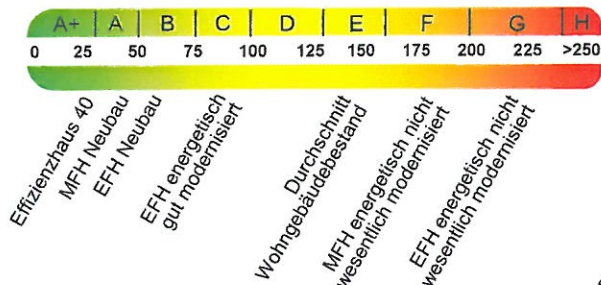 A+ A B C D E F G H
0 25 50 75 100 125 150 175 200 225 >250
Effizienzhaus 40
MFH Neubau
EFH Neubau
EFH energetisch
gut modernisiert
Durchschnitt
Wohngebäudebestand
MFH energetisch nicht
wesentlich modernisiert
EFH energetisch nicht
wesentlich modernisiert